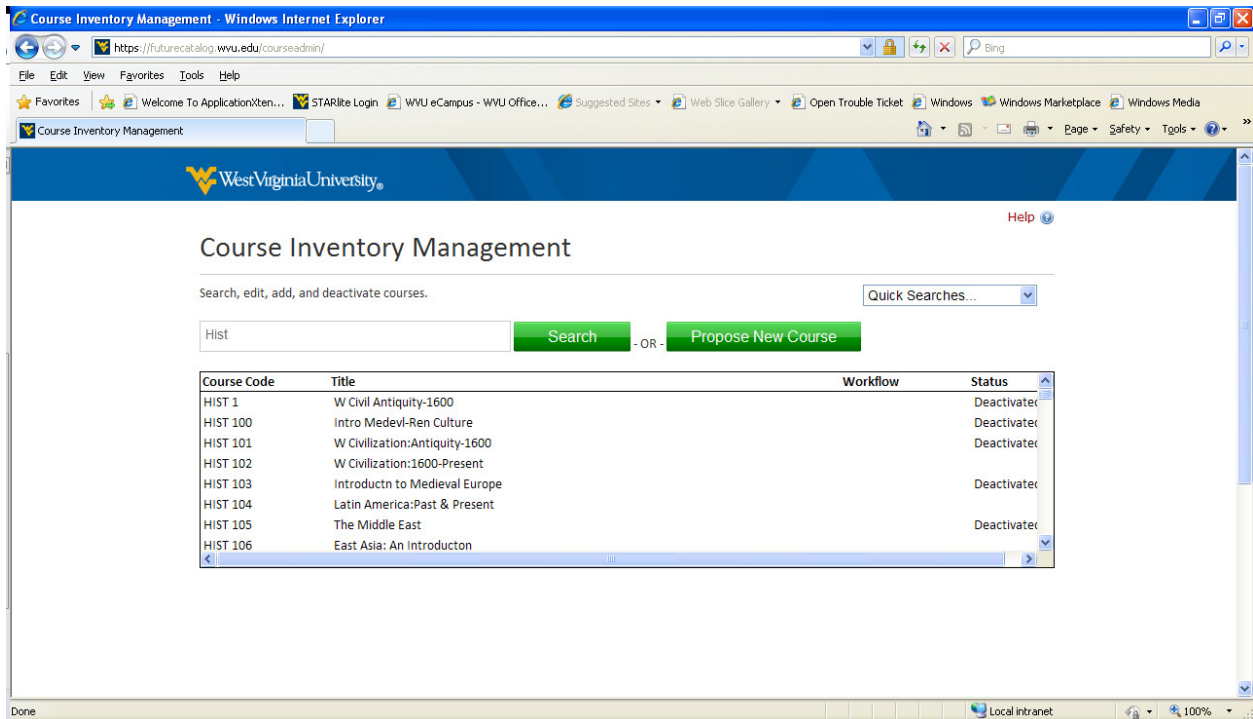 Course Inventory Management - Windows Internet Explorer
https://futurecatalog.wvu.edu/courseadmin/ Bing
File Edit View Favorites Tools Help
Favorites Welcome To ApplicationXten... STARlite Login WVU eCampus - WVU Office... Suggested Sites Web Slice Gallery Open Trouble Ticket Windows Windows Marketplace Windows Media
Course Inventory Management Page Safety Tools »
WestVirginiaUniversity®
Help
Course Inventory Management
Search, edit, add, and deactivate courses. Quick Searches...
Hist Search - OR - Propose New Course
Course Code Title Workflow Status
HIST 1 W Civil Antiquity-1600 Deactivated
HIST 100 Intro Medevl-Ren Culture Deactivated
HIST 101 W Civilization:Antiquity-1600 Deactivated
HIST 102 W Civilization:1600-Present
HIST 103 Introductn to Medieval Europe Deactivated
HIST 104 Latin America:Past & Present
HIST 105 The Middle East Deactivated
HIST 106 East Asia: An Introducton
Done Local intranet 100%